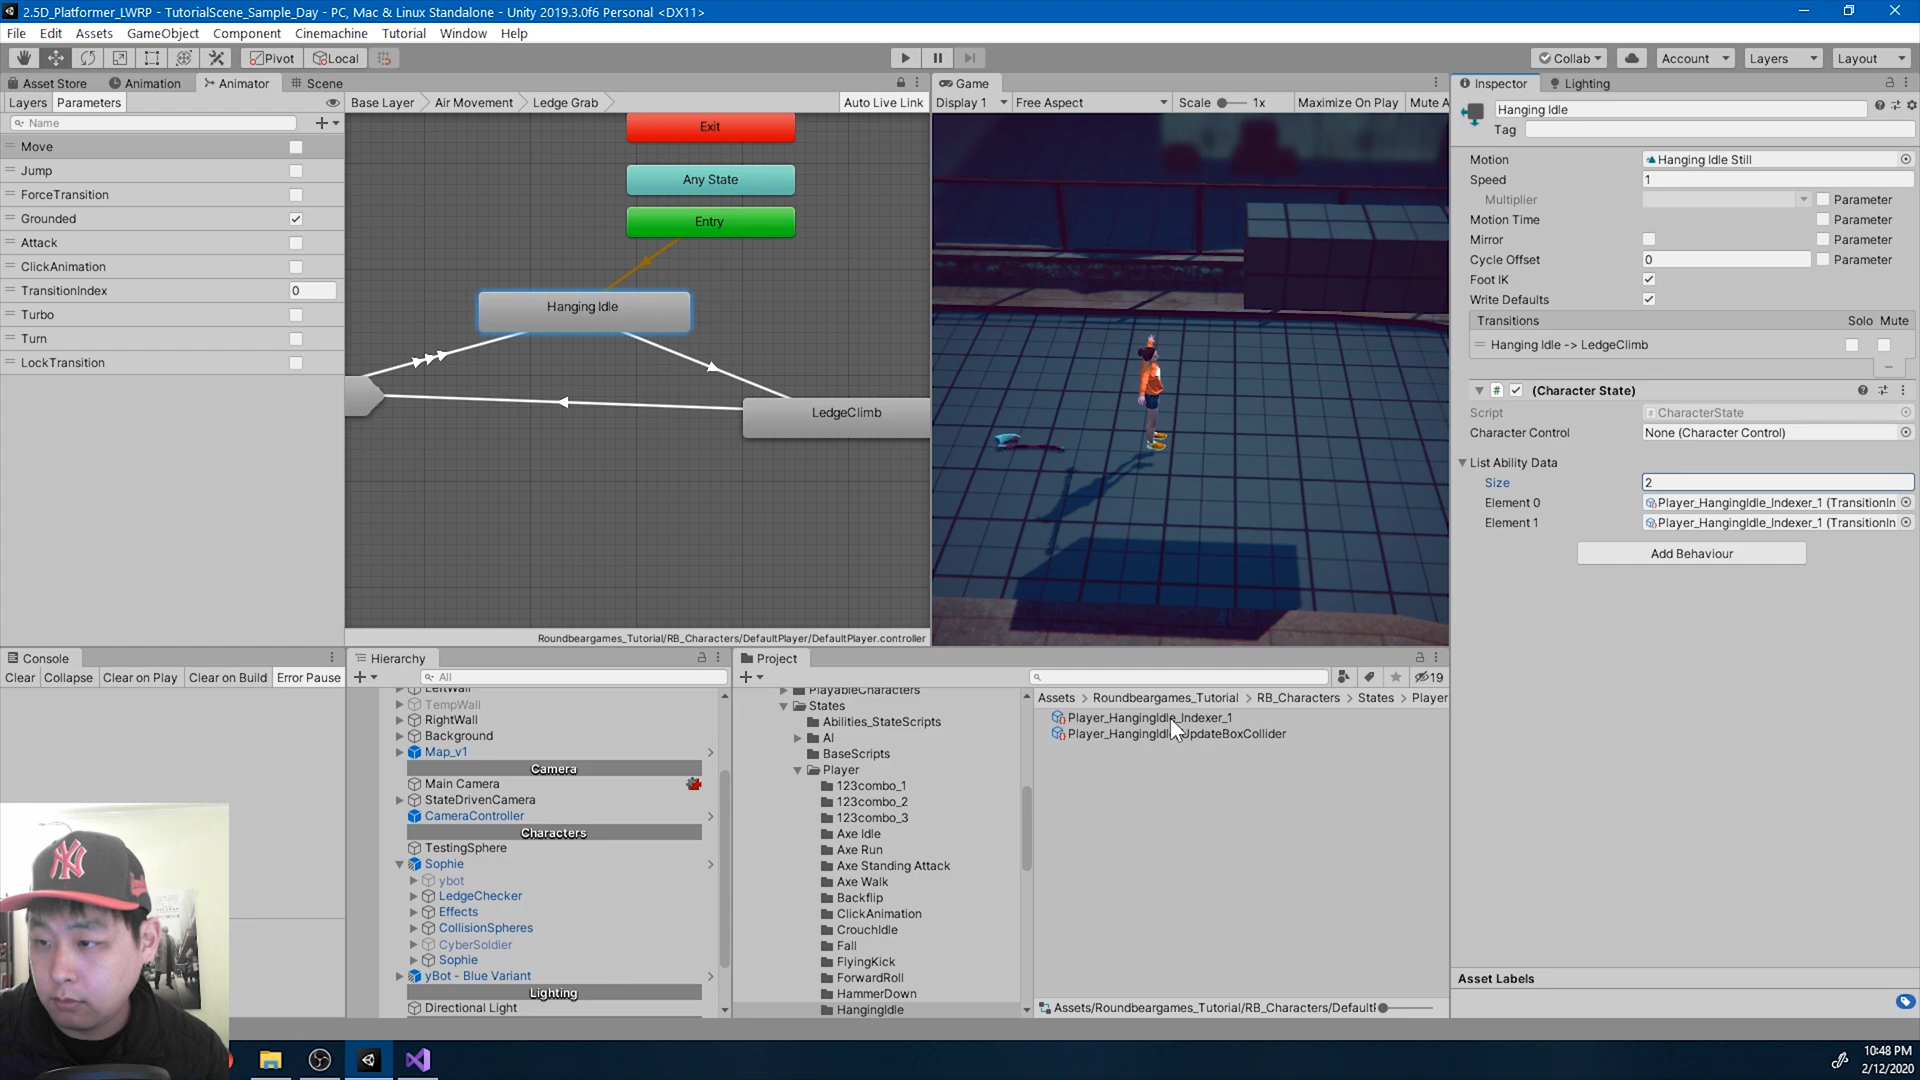 2.5D_Platformer_LWRP - TutorialScene_Sample_Day - PC, Mac & Linux Standalone - Unity 2019.3.0f6 Personal <DX11>
File Edit Assets GameObject Component Cinemachine Tutorial Window Help
Pivot Local Collab Account Layers Layout
Asset Store Animation Animator Scene
Layers Parameters
Name
Move
Jump
ForceTransition
Grounded
Attack
ClickAnimation
TransitionIndex 0
Turbo
Turn
LockTransition
Base Layer Air Movement Ledge Grab Auto Live Link
Exit
Any State
Entry
Hanging Idle
LedgeClimb
Roundbeargames_Tutorial/RB_Characters/DefaultPlayer/DefaultPlayer.controller
Game
Display 1 Free Aspect Scale 1x Maximize On Play Mute A
Inspector Lighting
Hanging Idle
Tag
Motion Hanging Idle Still
Speed 1
Multiplier Parameter
Motion Time Parameter
Mirror Parameter
Cycle Offset 0 Parameter
Foot IK
Write Defaults
Transitions Solo Mute
Hanging Idle -> LedgeClimb
# (Character State)
Script CharacterState
Character Control None (Character Control)
List Ability Data
Size 2
Element 0 Player_HangingIdle_Indexer_1 (TransitionIn
Element 1 Player_HangingIdle_Indexer_1 (TransitionIn
Add Behaviour
Asset Labels
Console
Clear Collapse Clear on Play Clear on Build Error Pause
Hierarchy
All
LeftWall
TempWall
RightWall
Background
Map_v1
Camera
Main Camera
StateDrivenCamera
CameraController
Characters
TestingSphere
Sophie
ybot
LedgeChecker
Effects
CollisionSpheres
CyberSoldier
Sophie
yBot - Blue Variant
Lighting
Directional Light
Project
19
PlayableCharacters
States
Abilities_StateScripts
AI
BaseScripts
Player
123combo_1
123combo_2
123combo_3
Axe Idle
Axe Run
Axe Standing Attack
Axe Walk
Backflip
ClickAnimation
CrouchIdle
Fall
FlyingKick
ForwardRoll
HammerDown
HangingIdle
Assets Roundbeargames_Tutorial RB_Characters States Player
Player_HangingIdle_Indexer_1
Player_HangingIdle_UpdateBoxCollider
Assets/Roundbeargames_Tutorial/RB_Characters/Default
NY
10:48 PM
2/12/2020